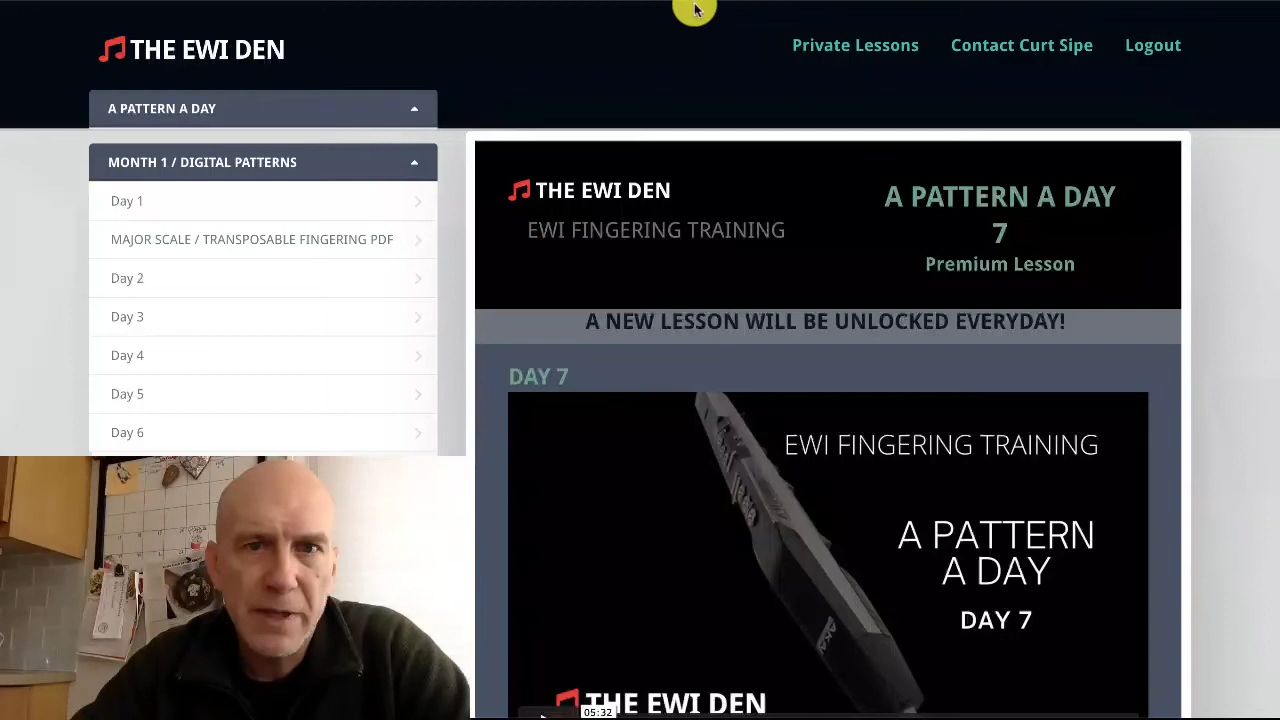 THE EWI DEN
Private Lessons
Contact Curt Sipe
Logout
A PATTERN A DAY
MONTH 1 / DIGITAL PATTERNS
Day 1
MAJOR SCALE / TRANSPOSABLE FINGERING PDF
Day 2
Day 3
Day 4
Day 5
Day 6
THE EWI DEN
EWI FINGERING TRAINING
A PATTERN A DAY
7
Premium Lesson
A NEW LESSON WILL BE UNLOCKED EVERYDAY!
DAY 7
EWI FINGERING TRAINING
A PATTERN
A DAY
DAY 7
AKAI
THE EWI DEN
05:32